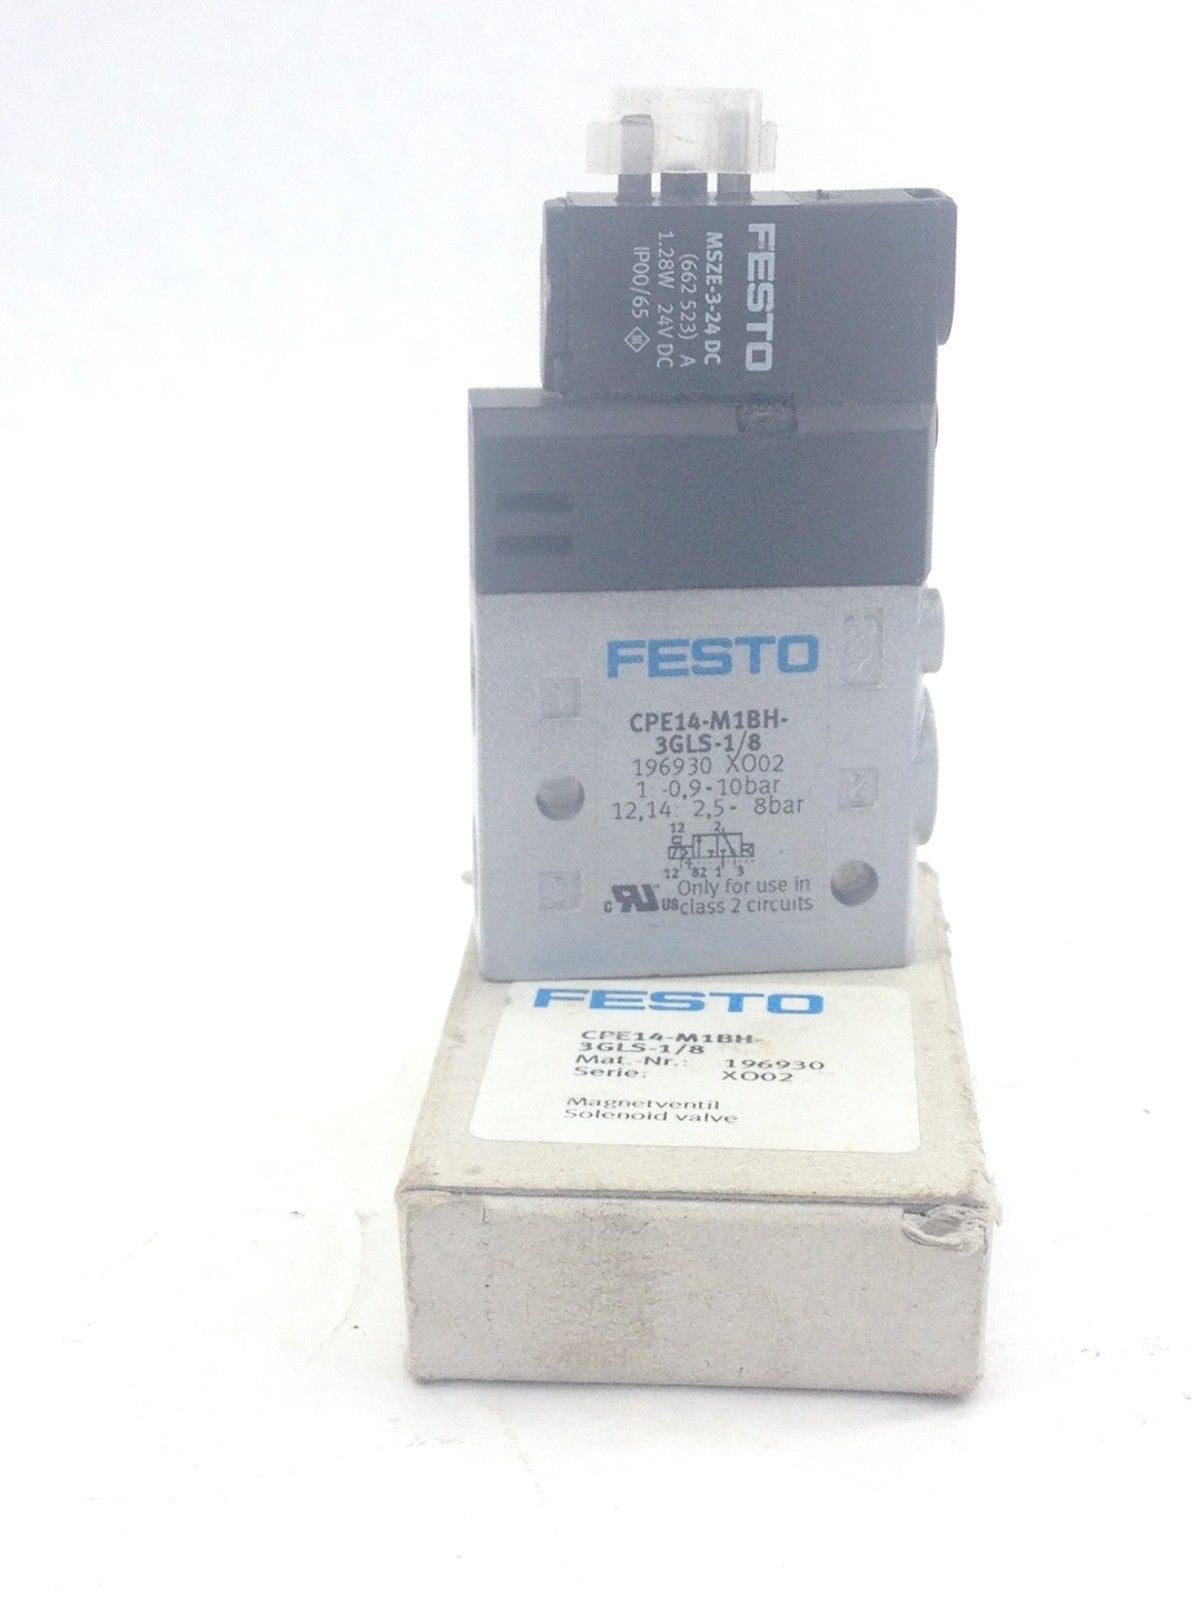 FESTO
MSZE-3-24 DC
(662 523) A
1.28W 24V DC
IP00/65
FESTO
CPE14-M1BH-
3GLS-1/8
196930 XO02
1 -0,9-10bar
12,14: 2,5- 8bar
12 2
12 82 1 3
Only for use in
c US class 2 circuits
FESTO
CPE14-M1BH-
3GLS-1/8
Mat.-Nr.: 196930
Serie: XO02
Magnetventil
Solenoid valve